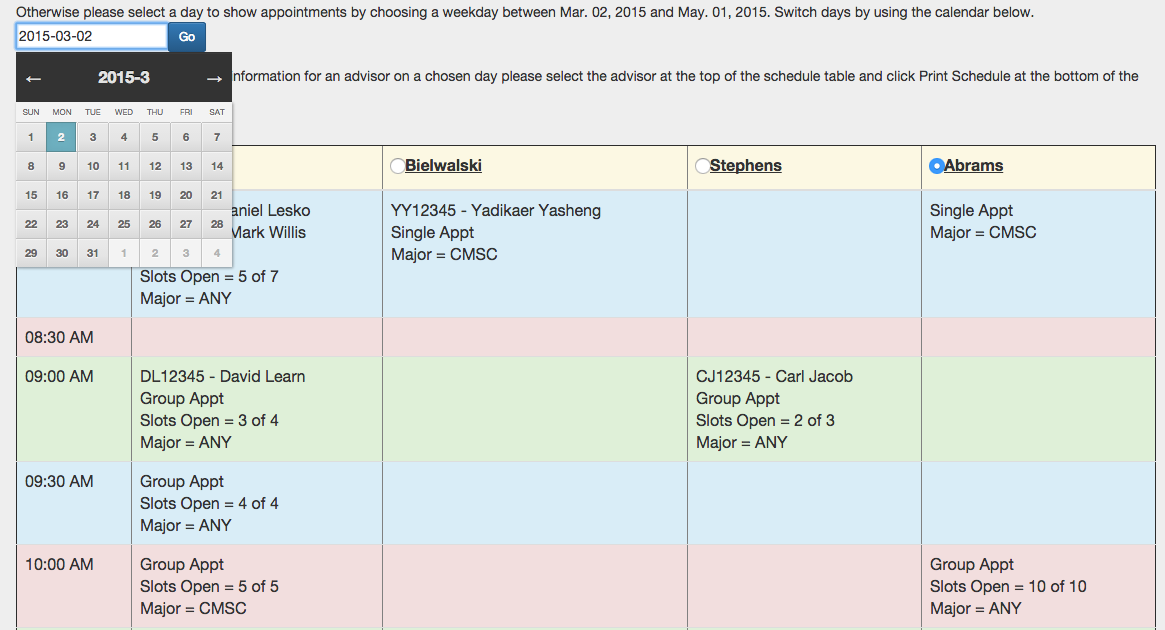 Otherwise please select a day to show appointments by choosing a weekday between Mar. 02, 2015 and May. 01, 2015. Switch days by using the calendar below.
2015-03-02 Go
← 2015-3 →
nformation for an advisor on a chosen day please select the advisor at the top of the schedule table and click Print Schedule at the bottom of the
SUN MON TUE WED THU FRI SAT
1 2 3 4 5 6 7
8 9 10 11 12 13 14
15 16 17 18 19 20 21
22 23 24 25 26 27 28
29 30 31 1 2 3 4
Bielwalski Stephens Abrams
aniel Lesko
Mark Willis
Slots Open = 5 of 7
Major = ANY
YY12345 - Yadikaer Yasheng
Single Appt
Major = CMSC
Single Appt
Major = CMSC
08:30 AM
09:00 AM
DL12345 - David Learn
Group Appt
Slots Open = 3 of 4
Major = ANY
CJ12345 - Carl Jacob
Group Appt
Slots Open = 2 of 3
Major = ANY
09:30 AM
Group Appt
Slots Open = 4 of 4
Major = ANY
10:00 AM
Group Appt
Slots Open = 5 of 5
Major = CMSC
Group Appt
Slots Open = 10 of 10
Major = ANY